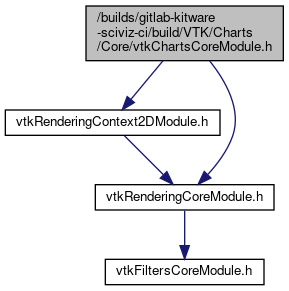 /builds/gitlab-kitware
-sciviz-ci/build/VTK/Charts
/Core/vtkChartsCoreModule.h
vtkRenderingContext2DModule.h
vtkRenderingCoreModule.h
vtkFiltersCoreModule.h